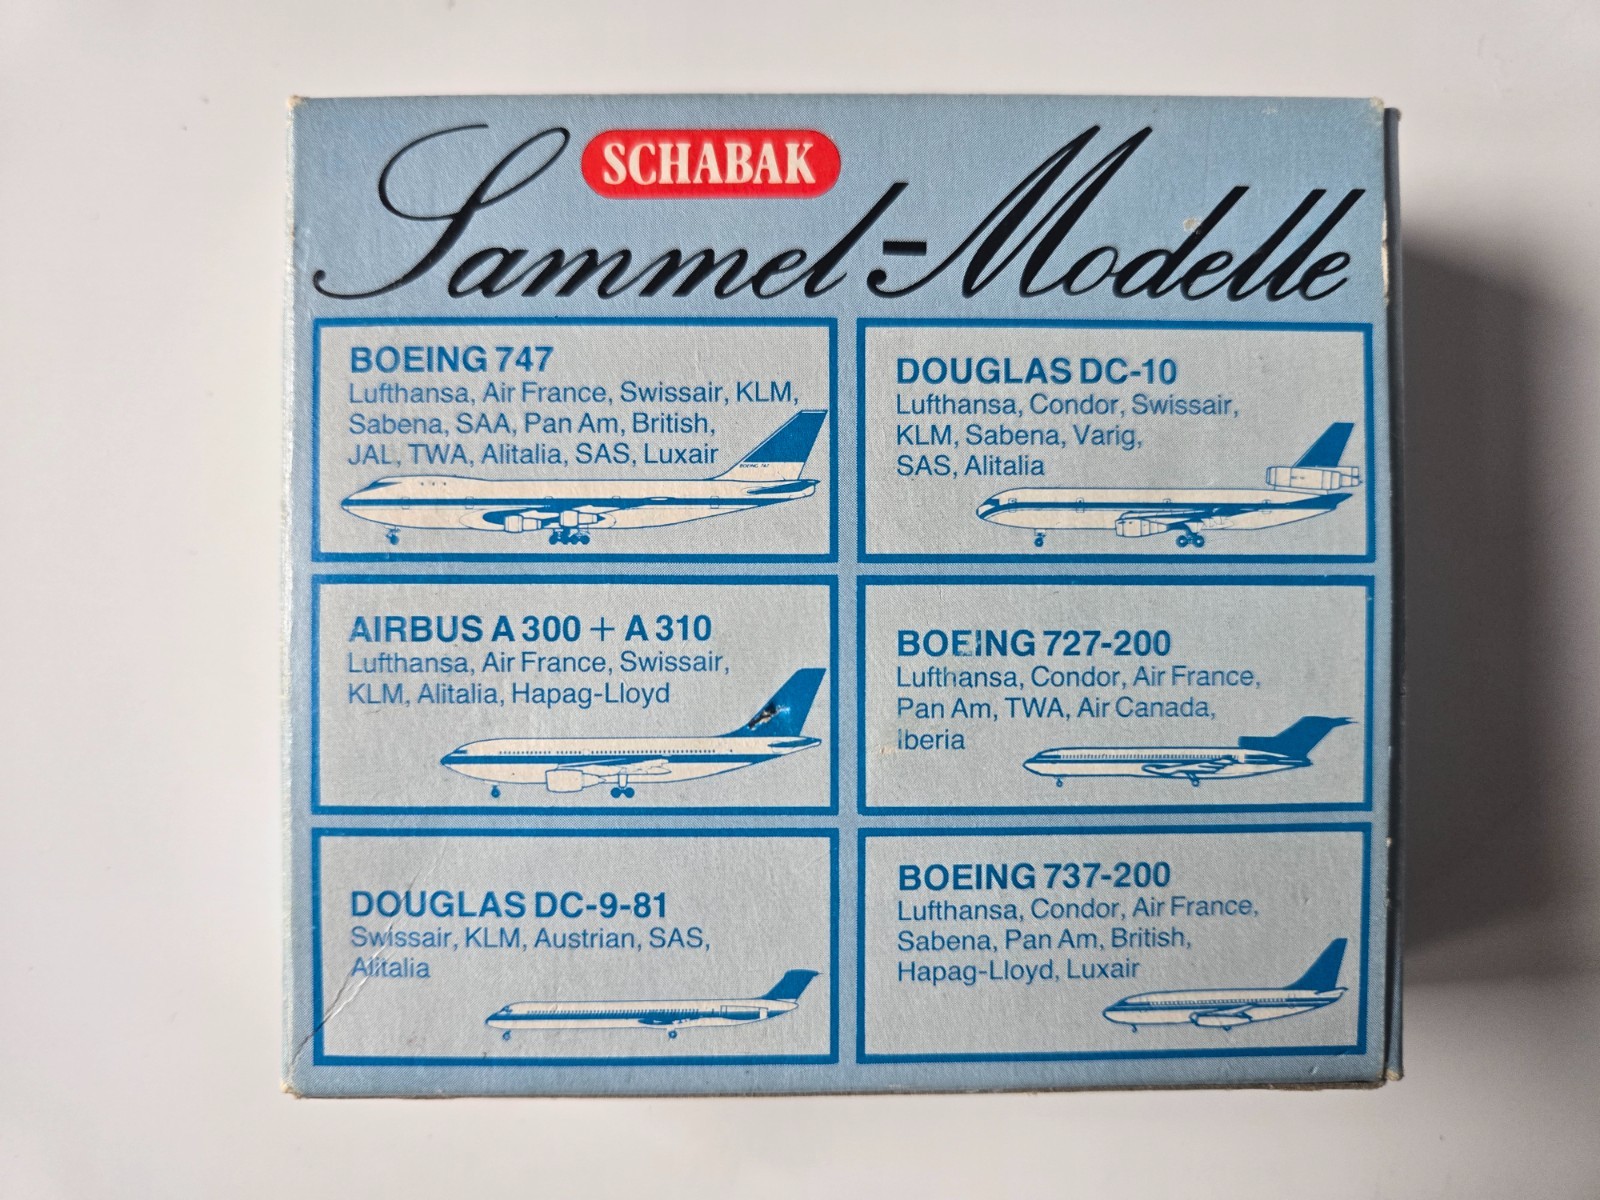 SCHABAK
Sammel-Modelle
BOEING 747
Lufthansa, Air France, Swissair, KLM,
Sabena, SAA, Pan Am, British,
JAL, TWA, Alitalia, SAS, Luxair
BOEING 747
DOUGLAS DC-10
Lufthansa, Condor, Swissair,
KLM, Sabena, Varig,
SAS, Alitalia
AIRBUS A 300 + A 310
Lufthansa, Air France, Swissair,
KLM, Alitalia, Hapag-Lloyd
BOEING 727-200
Lufthansa, Condor, Air France,
Pan Am, TWA, Air Canada,
Iberia
DOUGLAS DC-9-81
Swissair, KLM, Austrian, SAS,
Alitalia
BOEING 737-200
Lufthansa, Condor, Air France,
Sabena, Pan Am, British,
Hapag-Lloyd, Luxair